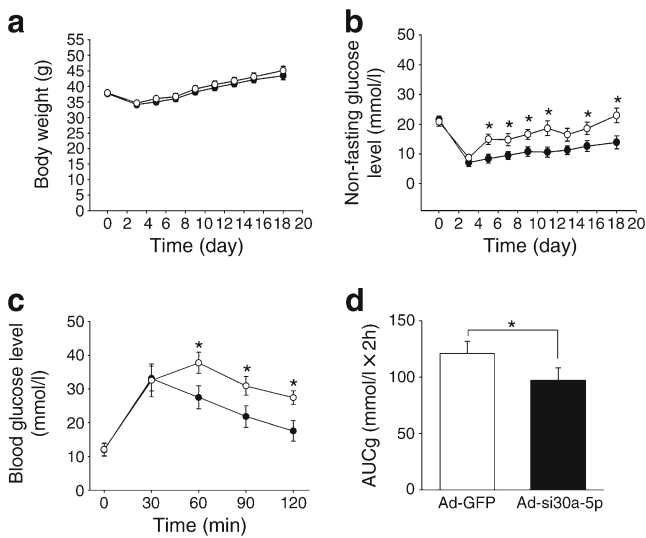 a
Body weight (g)
55
50
45
40
35
30
25
20
15
10
5
0
0 2 4 6 8 10 12 14 16 18 20
Time (day)
b
Non-fasting glucose
level (mmol/l)
50
40
30
20
10
0
* * * * * *
0 2 4 6 8 10 12 14 16 18 20
Time (day)
c
Blood glucose level
(mmol/l)
50
40
30
20
10
0
* * *
0 30 60 90 120
Time (min)
d
AUCg (mmol/l × 2h)
150
100
50
0
*
Ad-GFP Ad-si30a-5p